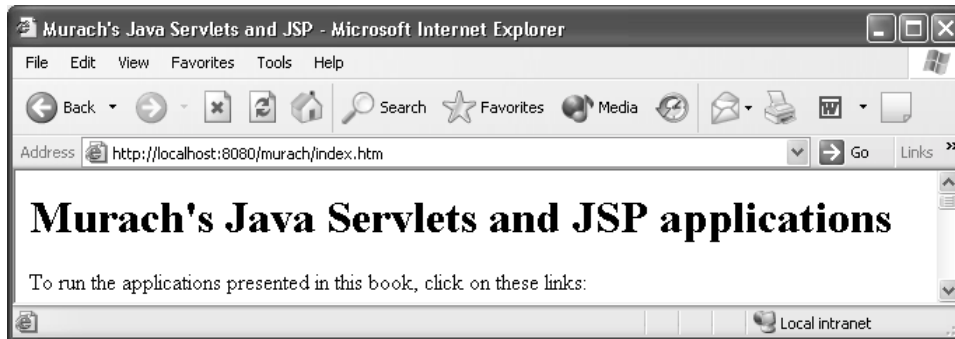 Murach's Java Servlets and JSP - Microsoft Internet Explorer
File Edit View Favorites Tools Help
Back Search Favorites Media
Address http://localhost:8080/murach/index.htm Go Links »
Murach's Java Servlets and JSP applications
To run the applications presented in this book, click on these links:
Local intranet